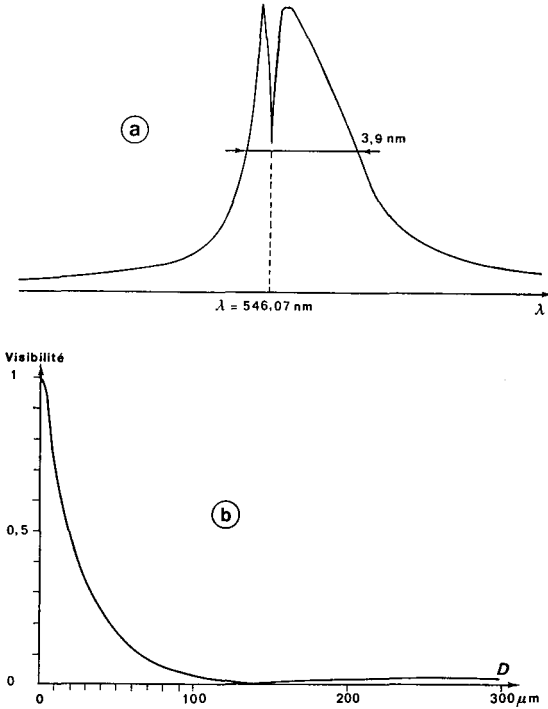 a
3,9 nm
λ = 546,07 nm
λ
Visibilité
1
b
0,5
D
0
0
100
200
300 µm